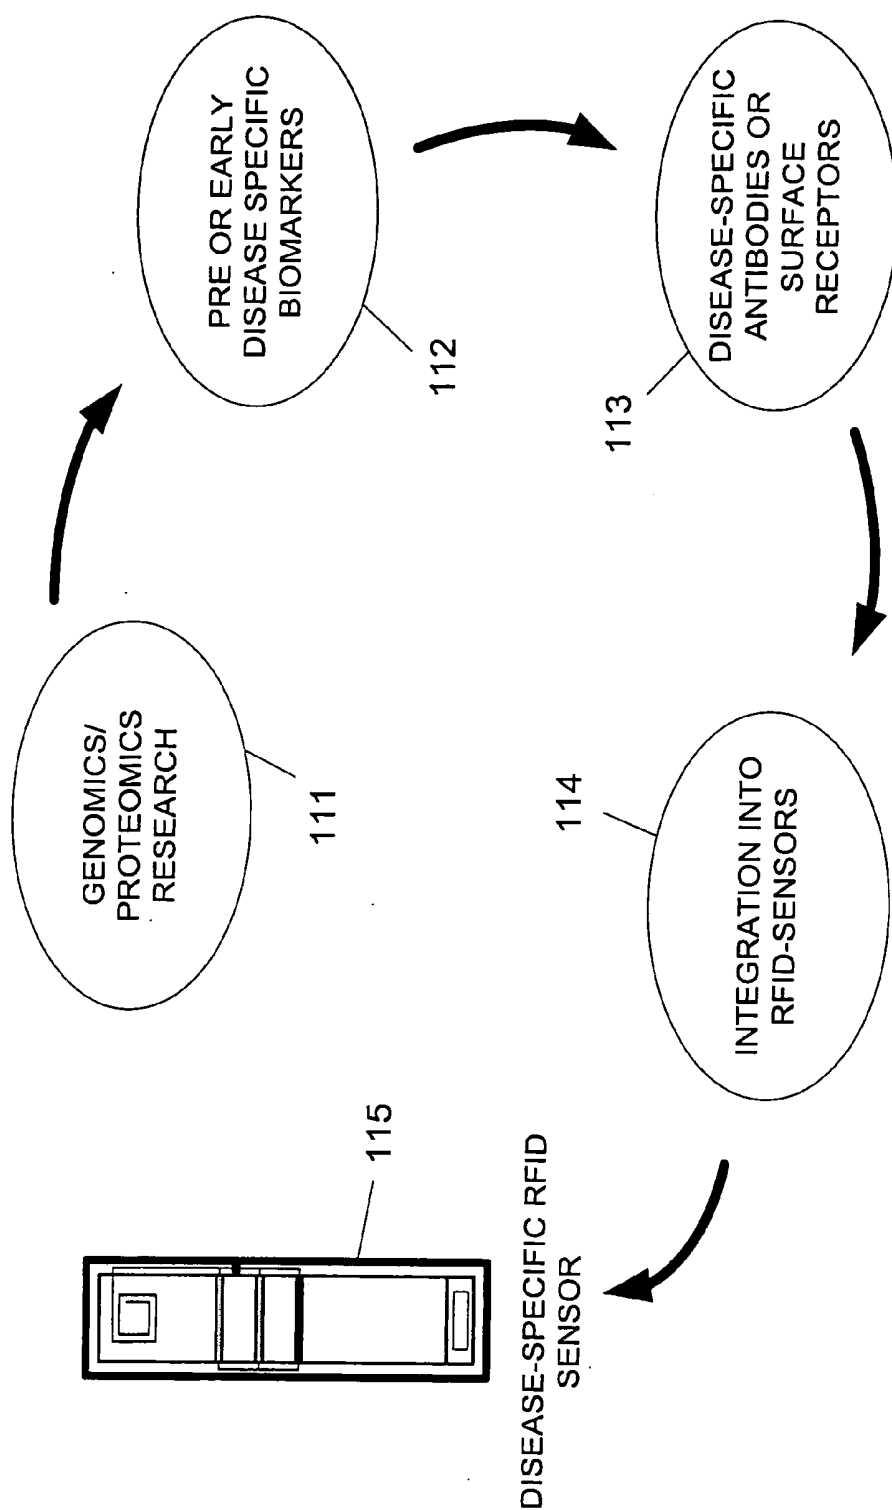 GENOMICS/
PROTEOMICS
RESEARCH
111
PRE OR EARLY
DISEASE SPECIFIC
BIOMARKERS
112
DISEASE-SPECIFIC
ANTIBODIES OR
SURFACE
RECEPTORS
113
INTEGRATION INTO
RFID-SENSORS
114
115
DISEASE-SPECIFIC RFID
SENSOR